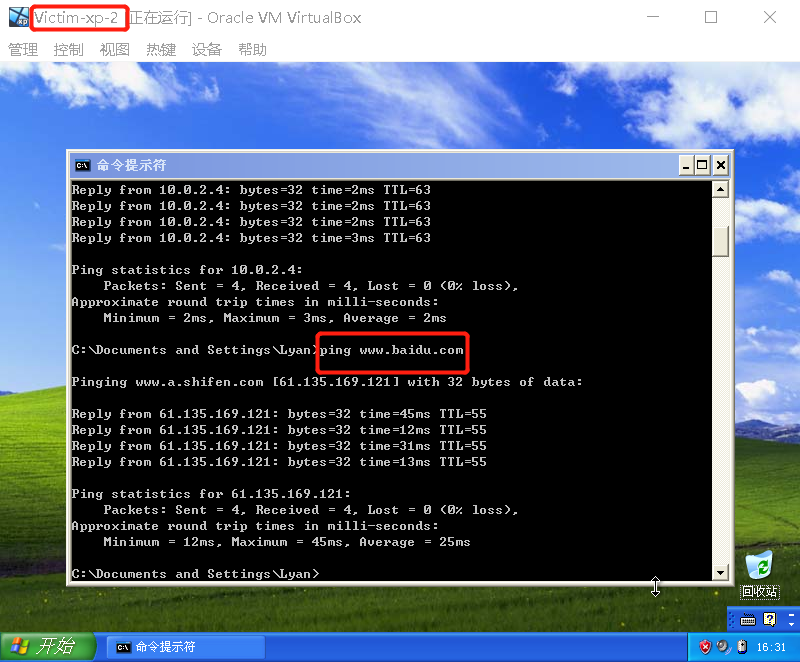 Victim-xp-2 [正在运行] - Oracle VM VirtualBox
管理 控制 视图 热键 设备 帮助
命令提示符
Reply from 10.0.2.4: bytes=32 time=2ms TTL=63
Reply from 10.0.2.4: bytes=32 time=2ms TTL=63
Reply from 10.0.2.4: bytes=32 time=2ms TTL=63
Reply from 10.0.2.4: bytes=32 time=3ms TTL=63
Ping statistics for 10.0.2.4:
Packets: Sent = 4, Received = 4, Lost = 0 (0% loss),
Approximate round trip times in milli-seconds:
Minimum = 2ms, Maximum = 3ms, Average = 2ms
C:\Documents and Settings\Lyan>ping www.baidu.com
Pinging www.a.shifen.com [61.135.169.121] with 32 bytes of data:
Reply from 61.135.169.121: bytes=32 time=45ms TTL=55
Reply from 61.135.169.121: bytes=32 time=12ms TTL=55
Reply from 61.135.169.121: bytes=32 time=31ms TTL=55
Reply from 61.135.169.121: bytes=32 time=13ms TTL=55
Ping statistics for 61.135.169.121:
Packets: Sent = 4, Received = 4, Lost = 0 (0% loss),
Approximate round trip times in milli-seconds:
Minimum = 12ms, Maximum = 45ms, Average = 25ms
C:\Documents and Settings\Lyan>
回收站
开始 命令提示符 16:31